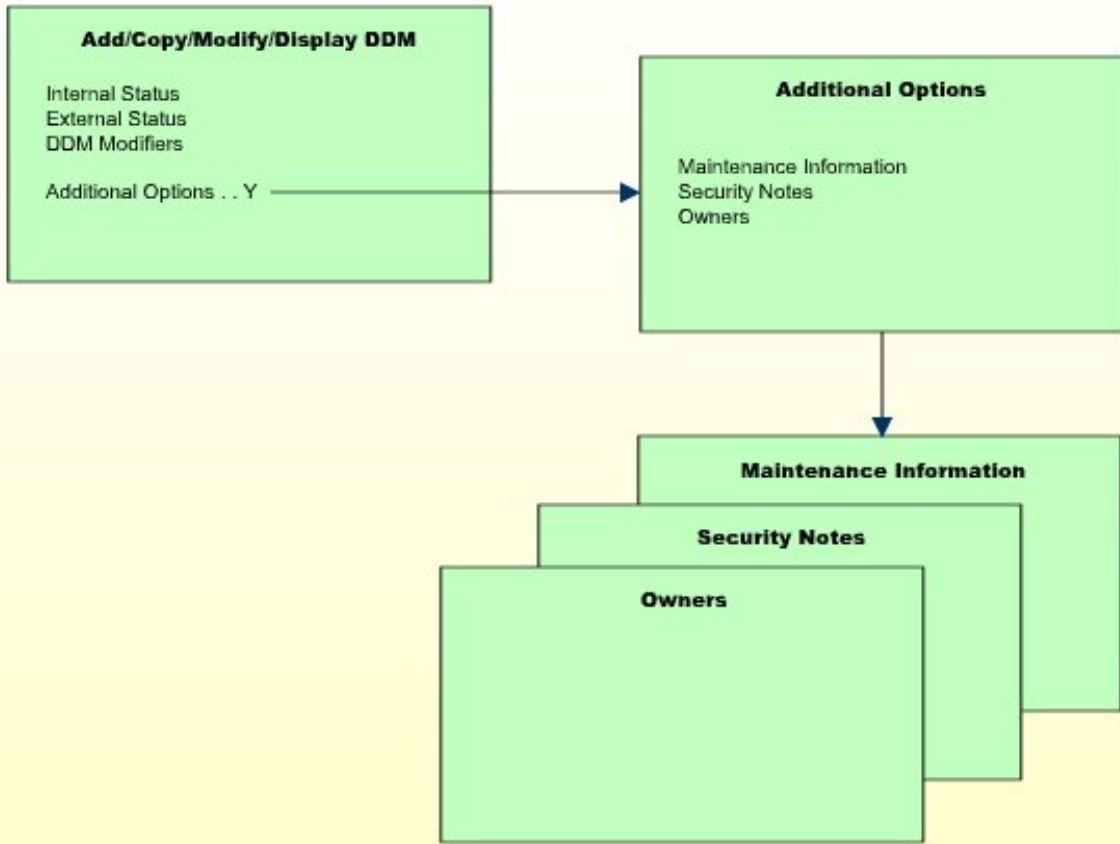 Add/Copy/Modify/Display DDM
Internal Status
External Status
DDM Modifiers
Additional Options . . Y
Additional Options
Maintenance Information
Security Notes
Owners
Maintenance Information
Security Notes
Owners